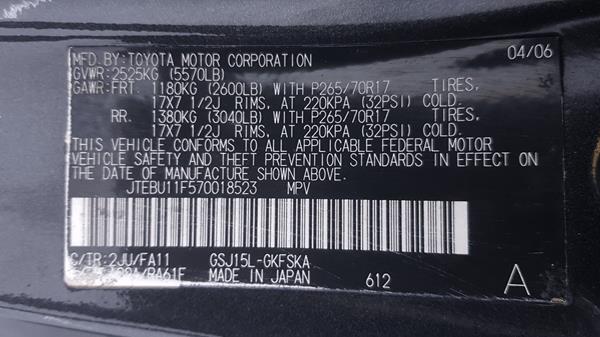 MFD.BY:TOYOTA MOTOR CORPORATION 04/06
GVWR:2525KG (5570LB)
GAWR:FRT. 1180KG (2600LB) WITH P265/70R17 TIRES,
17X7 1/2J RIMS, AT 220KPA (32PSI) COLD.
RR. 1380KG (3040LB) WITH P265/70R17 TIRES,
17X7 1/2J RIMS, AT 220KPA (32PSI) COLD.
THIS VEHICLE CONFORMS TO ALL APPLICABLE FEDERAL MOTOR
VEHICLE SAFETY AND THEFT PREVENTION STANDARDS IN EFFECT ON
THE DATE OF MANUFACTURE SHOWN ABOVE.
JTEBU11F570018523 MPV
C/TR:2JU/FA11 GSJ15L-GKFSKA
/RA61F MADE IN JAPAN 612 A